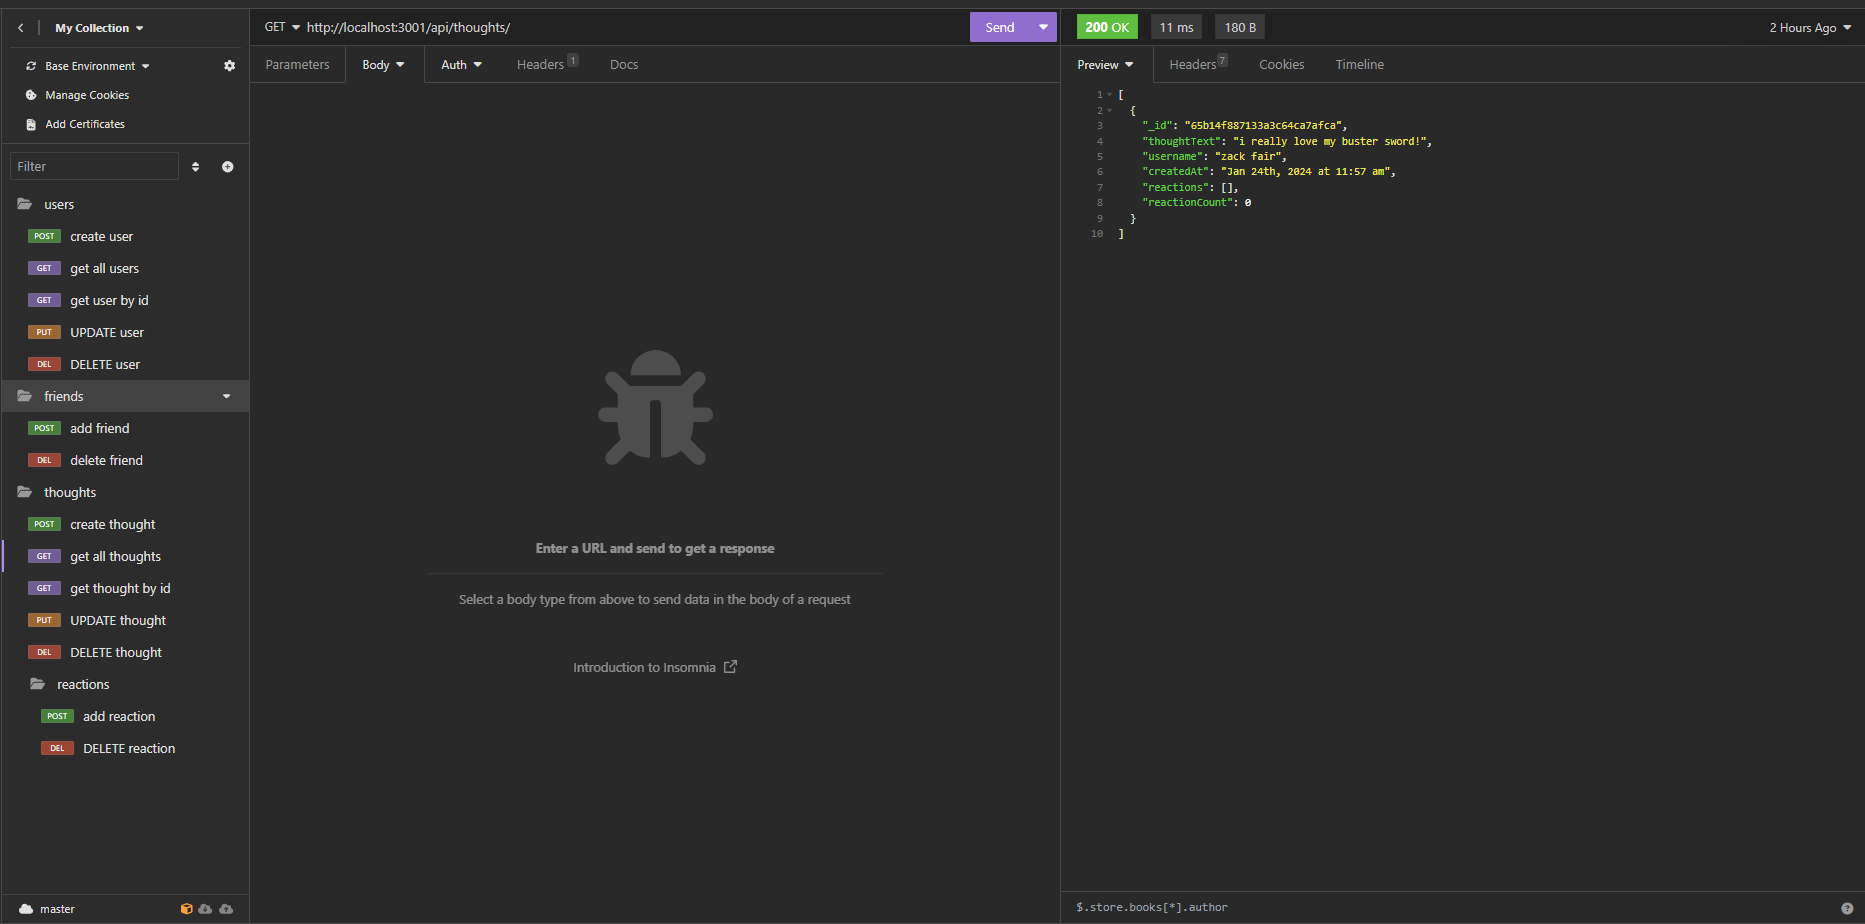 My Collection
Base Environment
Manage Cookies
Add Certificates
Filter
users
POST create user
GET get all users
GET get user by id
PUT UPDATE user
DEL DELETE user
friends
POST add friend
DEL delete friend
thoughts
POST create thought
GET get all thoughts
GET get thought by id
PUT UPDATE thought
DEL DELETE thought
reactions
POST add reaction
DEL DELETE reaction
master
GET http://localhost:3001/api/thoughts/ Send
Parameters Body Auth Headers 1 Docs
Enter a URL and send to get a response
Select a body type from above to send data in the body of a request
Introduction to Insomnia
200 OK 11 ms 180 B 2 Hours Ago
Preview Headers 7 Cookies Timeline
1 [
2 {
3 "_id": "65b14f887133a3c64ca7afca",
4 "thoughtText": "i really love my buster sword!",
5 "username": "zack fair",
6 "createdAt": "Jan 24th, 2024 at 11:57 am",
7 "reactions": [],
8 "reactionCount": 0
9 }
10 ]
$.store.books[*].author ?